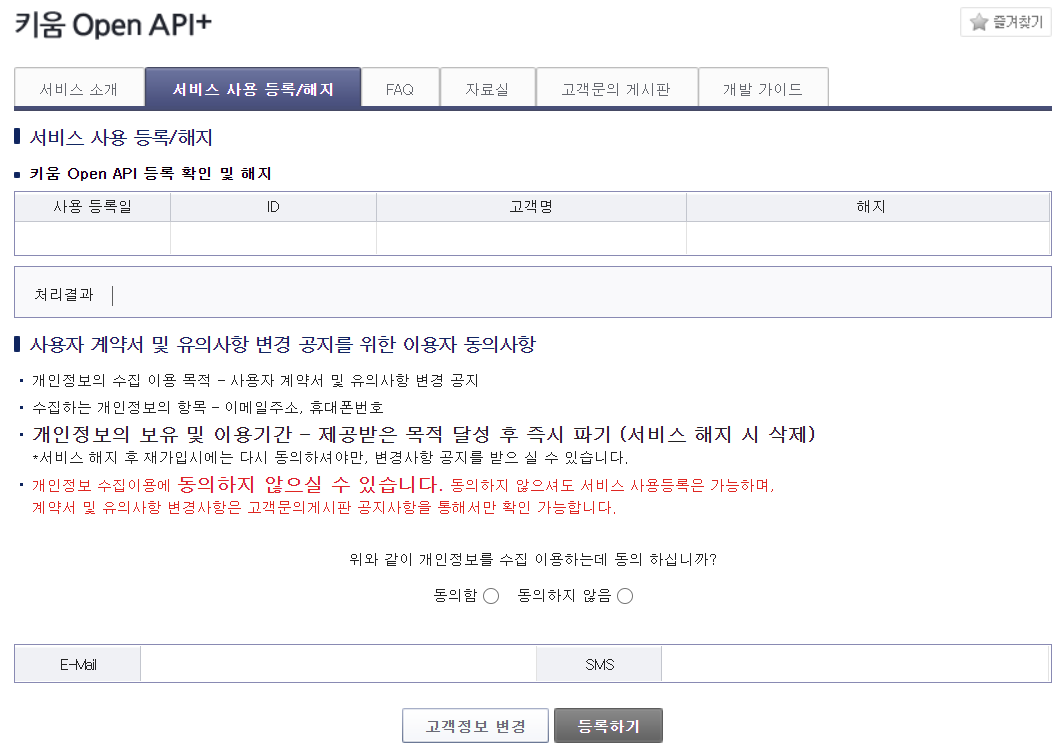 키움 Open API+
즐겨찾기
서비스 소개
서비스 사용 등록/해지
FAQ
자료실
고객문의 게시판
개발 가이드
서비스 사용 등록/해지
키움 Open API 등록 확인 및 해지
사용 등록일 ID 고객명 해지
처리결과
사용자 계약서 및 유의사항 변경 공지를 위한 이용자 동의사항
· 개인정보의 수집 이용 목적 - 사용자 계약서 및 유의사항 변경 공지
· 수집하는 개인정보의 항목 - 이메일주소, 휴대폰번호
· 개인정보의 보유 및 이용기간 - 제공받은 목적 달성 후 즉시 파기 (서비스 해지 시 삭제)
*서비스 해지 후 재가입시에는 다시 동의하셔야만, 변경사항 공지를 받으 실 수 있습니다.
· 개인정보 수집이용에 동의하지 않으실 수 있습니다. 동의하지 않으셔도 서비스 사용등록은 가능하며,
계약서 및 유의사항 변경사항은 고객문의게시판 공지사항을 통해서만 확인 가능합니다.
위와 같이 개인정보를 수집 이용하는데 동의 하십니까?
동의함 동의하지 않음
E-Mail SMS
고객정보 변경 등록하기